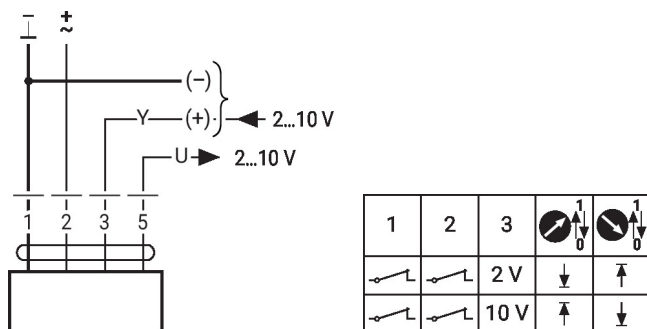 – +
⊥ ~
(–)
Y (+) 2...10 V
U 2...10 V
1 2 3 5
1 2 3 1 0 1 0
2 V
10 V